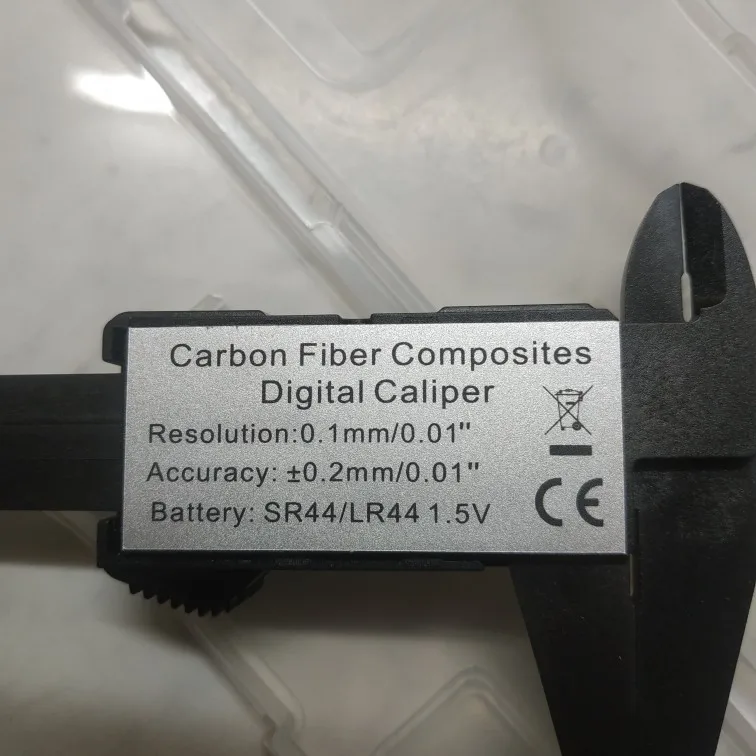 Carbon Fiber Composites
Digital Caliper
Resolution:0.1mm/0.01"
Accuracy: ±0.2mm/0.01"
Battery: SR44/LR44 1.5V
CE